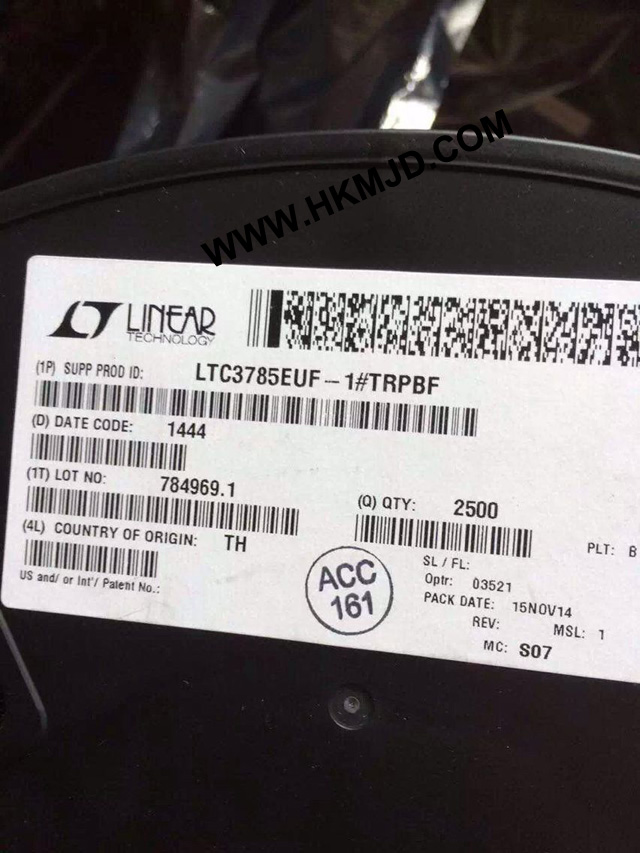 WWW.HKMJD.COM
LINEAR
TECHNOLOGY
(1P) SUPP PROD ID: LTC3785EUF-1#TRPBF
(D) DATE CODE: 1444
(1T) LOT NO: 784969.1
(Q) QTY: 2500
(4L) COUNTRY OF ORIGIN: TH
PLT: B
US and/ or Int'/ Patent No.:
ACC
161
SL / FL:
Optr: 03521
PACK DATE: 15NOV14
REV: MSL: 1
MC: S07